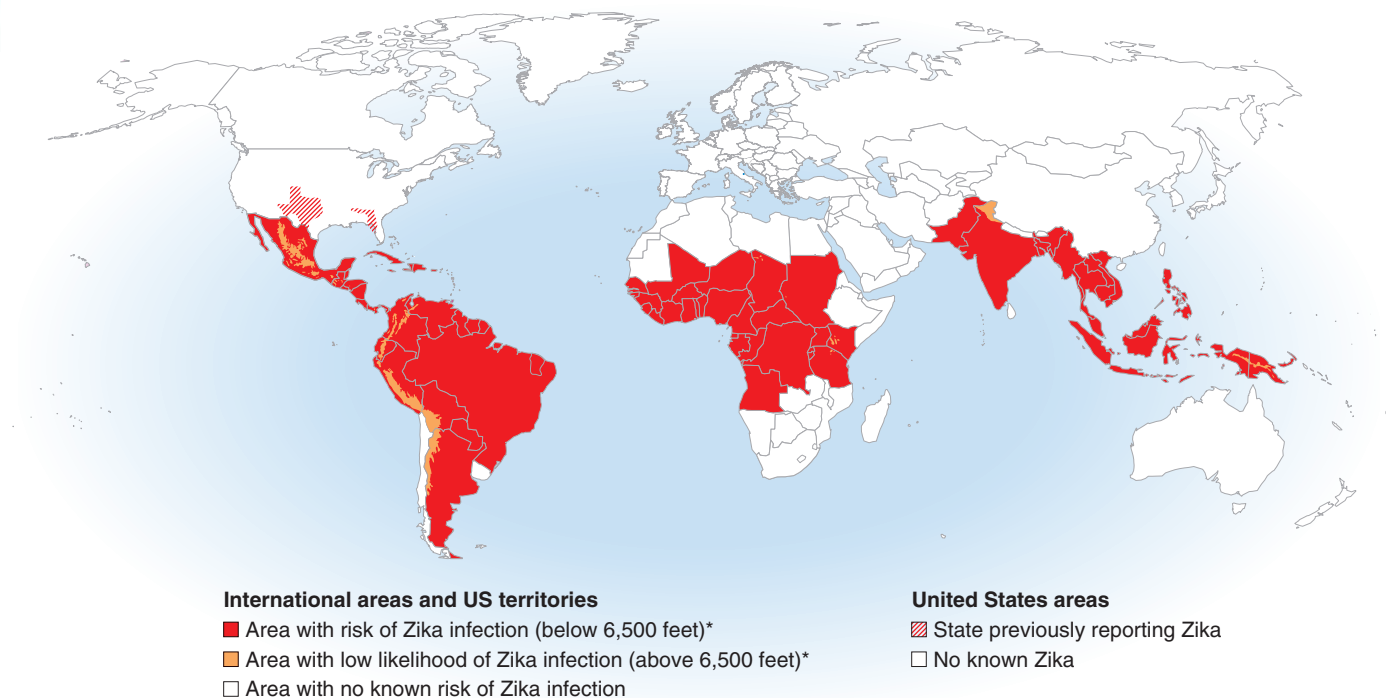 International areas and US territories
Area with risk of Zika infection (below 6,500 feet)*
Area with low likelihood of Zika infection (above 6,500 feet)*
Area with no known risk of Zika infection
United States areas
State previously reporting Zika
No known Zika